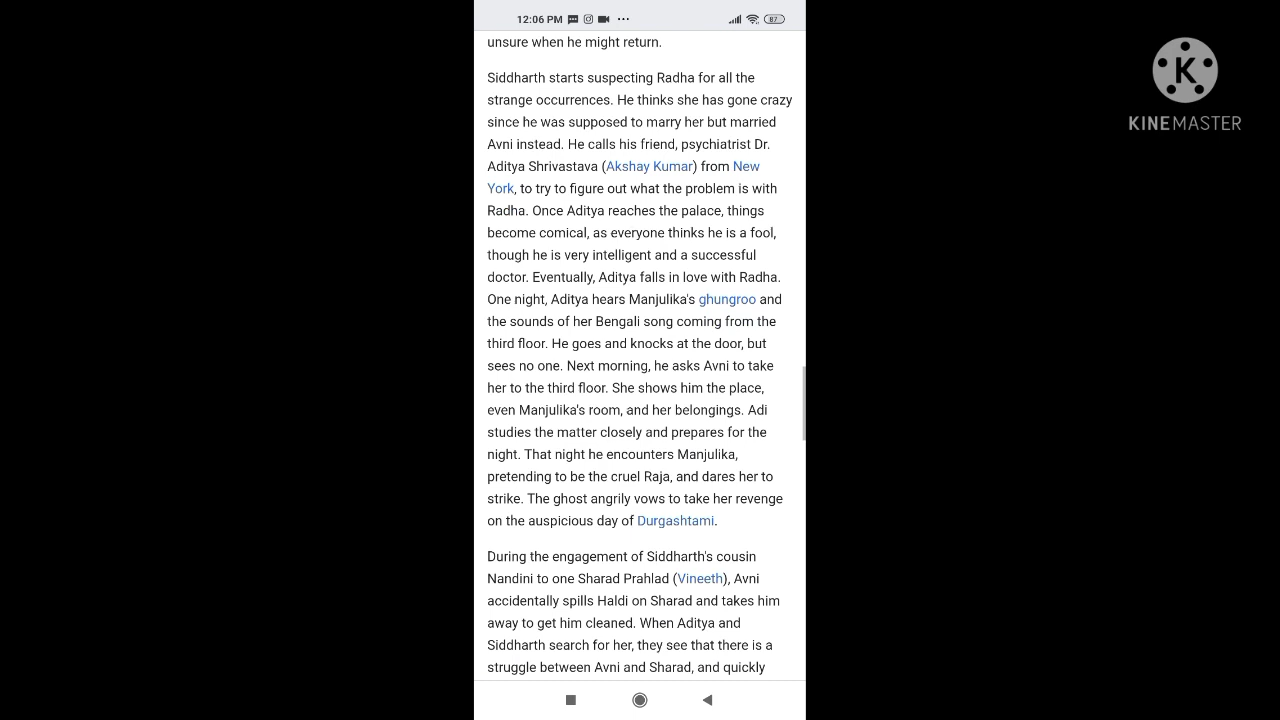 12:06 PM
87
unsure when he might return.
Siddharth starts suspecting Radha for all the
strange occurrences. He thinks she has gone crazy
since he was supposed to marry her but married
Avni instead. He calls his friend, psychiatrist Dr.
Aditya Shrivastava (Akshay Kumar) from New
York, to try to figure out what the problem is with
Radha. Once Aditya reaches the palace, things
become comical, as everyone thinks he is a fool,
though he is very intelligent and a successful
doctor. Eventually, Aditya falls in love with Radha.
One night, Aditya hears Manjulika's ghungroo and
the sounds of her Bengali song coming from the
third floor. He goes and knocks at the door, but
sees no one. Next morning, he asks Avni to take
her to the third floor. She shows him the place,
even Manjulika's room, and her belongings. Adi
studies the matter closely and prepares for the
night. That night he encounters Manjulika,
pretending to be the cruel Raja, and dares her to
strike. The ghost angrily vows to take her revenge
on the auspicious day of Durgashtami.
During the engagement of Siddharth's cousin
Nandini to one Sharad Prahlad (Vineeth), Avni
accidentally spills Haldi on Sharad and takes him
away to get him cleaned. When Aditya and
Siddharth search for her, they see that there is a
struggle between Avni and Sharad, and quickly
K
KINEMASTER